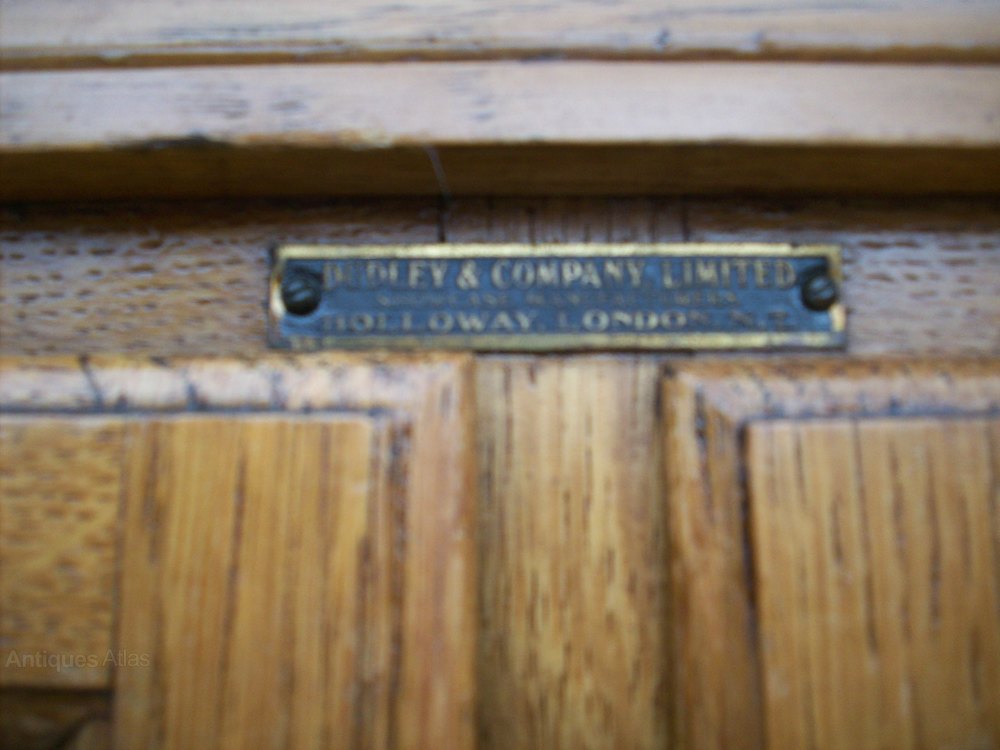 DUDLEY & COMPANY, LIMITED
HOLLOWAY, LONDON
Antiques Atlas